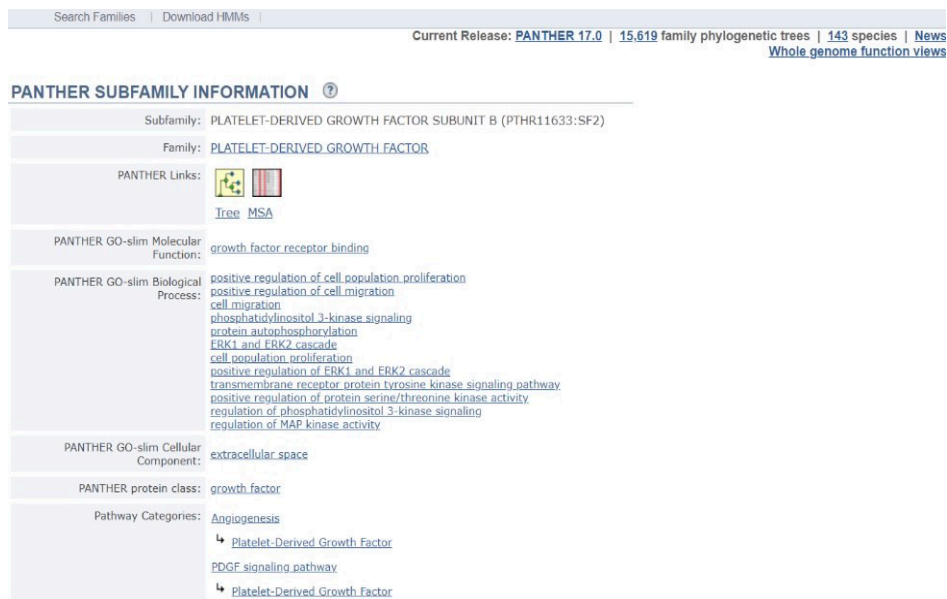 Search Families | Download HMMs |
Current Release: PANTHER 17.0 | 15,619 family phylogenetic trees | 143 species | News
Whole genome function views
PANTHER SUBFAMILY INFORMATION ?
Subfamily: PLATELET-DERIVED GROWTH FACTOR SUBUNIT B (PTHR11633:SF2)
Family: PLATELET-DERIVED GROWTH FACTOR
PANTHER Links:
Tree MSA
PANTHER GO-slim Molecular
Function: growth factor receptor binding
PANTHER GO-slim Biological
Process: positive regulation of cell population proliferation
positive regulation of cell migration
cell migration
phosphatidylinositol 3-kinase signaling
protein autophosphorylation
ERK1 and ERK2 cascade
cell population proliferation
positive regulation of ERK1 and ERK2 cascade
transmembrane receptor protein tyrosine kinase signaling pathway
positive regulation of protein serine/threonine kinase activity
regulation of phosphatidylinositol 3-kinase signaling
regulation of MAP kinase activity
PANTHER GO-slim Cellular
Component: extracellular space
PANTHER protein class: growth factor
Pathway Categories: Angiogenesis
↳ Platelet-Derived Growth Factor
PDGF signaling pathway
↳ Platelet-Derived Growth Factor